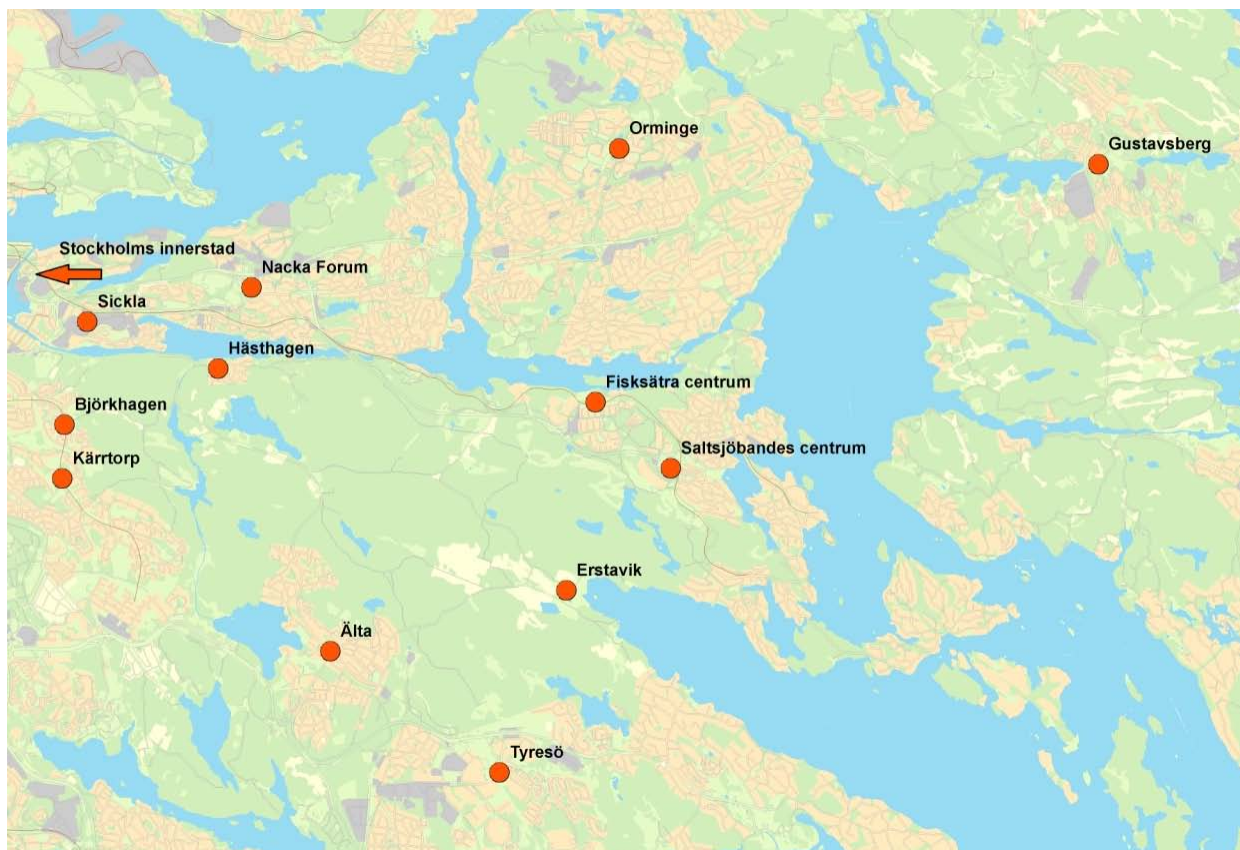 Orminge
Gustavsberg
Stockholms innerstad
Nacka Forum
Sickla
Hästhagen
Fisksätra centrum
Björkhagen
Saltsjöbandes centrum
Kärrtorp
Erstavik
Älta
Tyresö